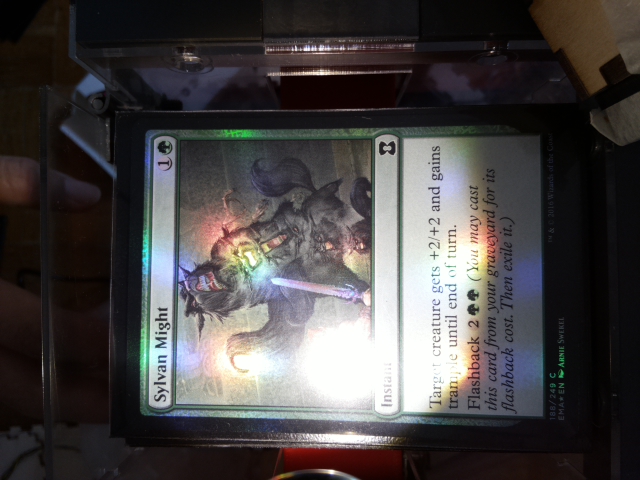 Sylvan Might 1
Instant
Target creature gets +2/+2 and gains
trample until end of turn.
Flashback 2 (You may cast
this card from your graveyard for its
flashback cost. Then exile it.)
188/249 C
EMA EN Arnie Swekel
™ & © 2016 Wizards of the Coast